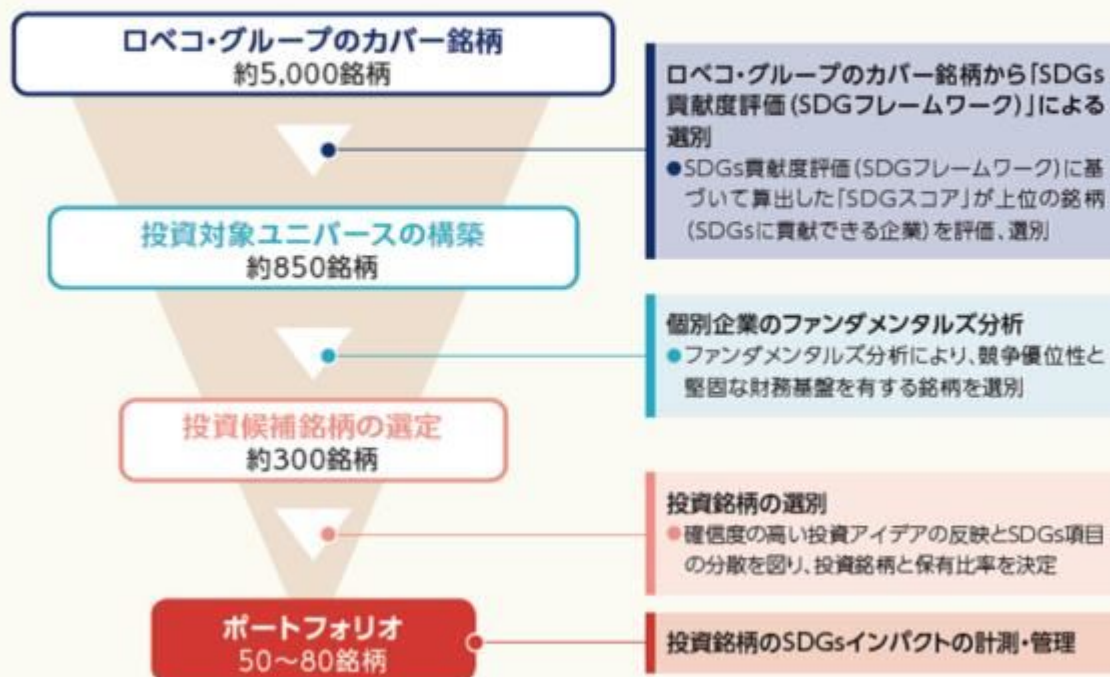 ロベコ・グループのカバー銘柄
約5,000銘柄
ロベコ・グループのカバー銘柄から「SDGs
貢献度評価(SDGフレームワーク)」による
選別
●SDGs貢献度評価(SDGフレームワーク)に基
づいて算出した「SDGスコア」が上位の銘柄
(SDGsに貢献できる企業)を評価、選別
投資対象ユニバースの構築
約850銘柄
個別企業のファンダメンタルズ分析
●ファンダメンタルズ分析により、競争優位性と
堅固な財務基盤を有する銘柄を選別
投資候補銘柄の選定
約300銘柄
投資銘柄の選別
●確信度の高い投資アイデアの反映とSDGs項目
の分散を図り、投資銘柄と保有比率を決定
ポートフォリオ
50～80銘柄
投資銘柄のSDGsインパクトの計測・管理